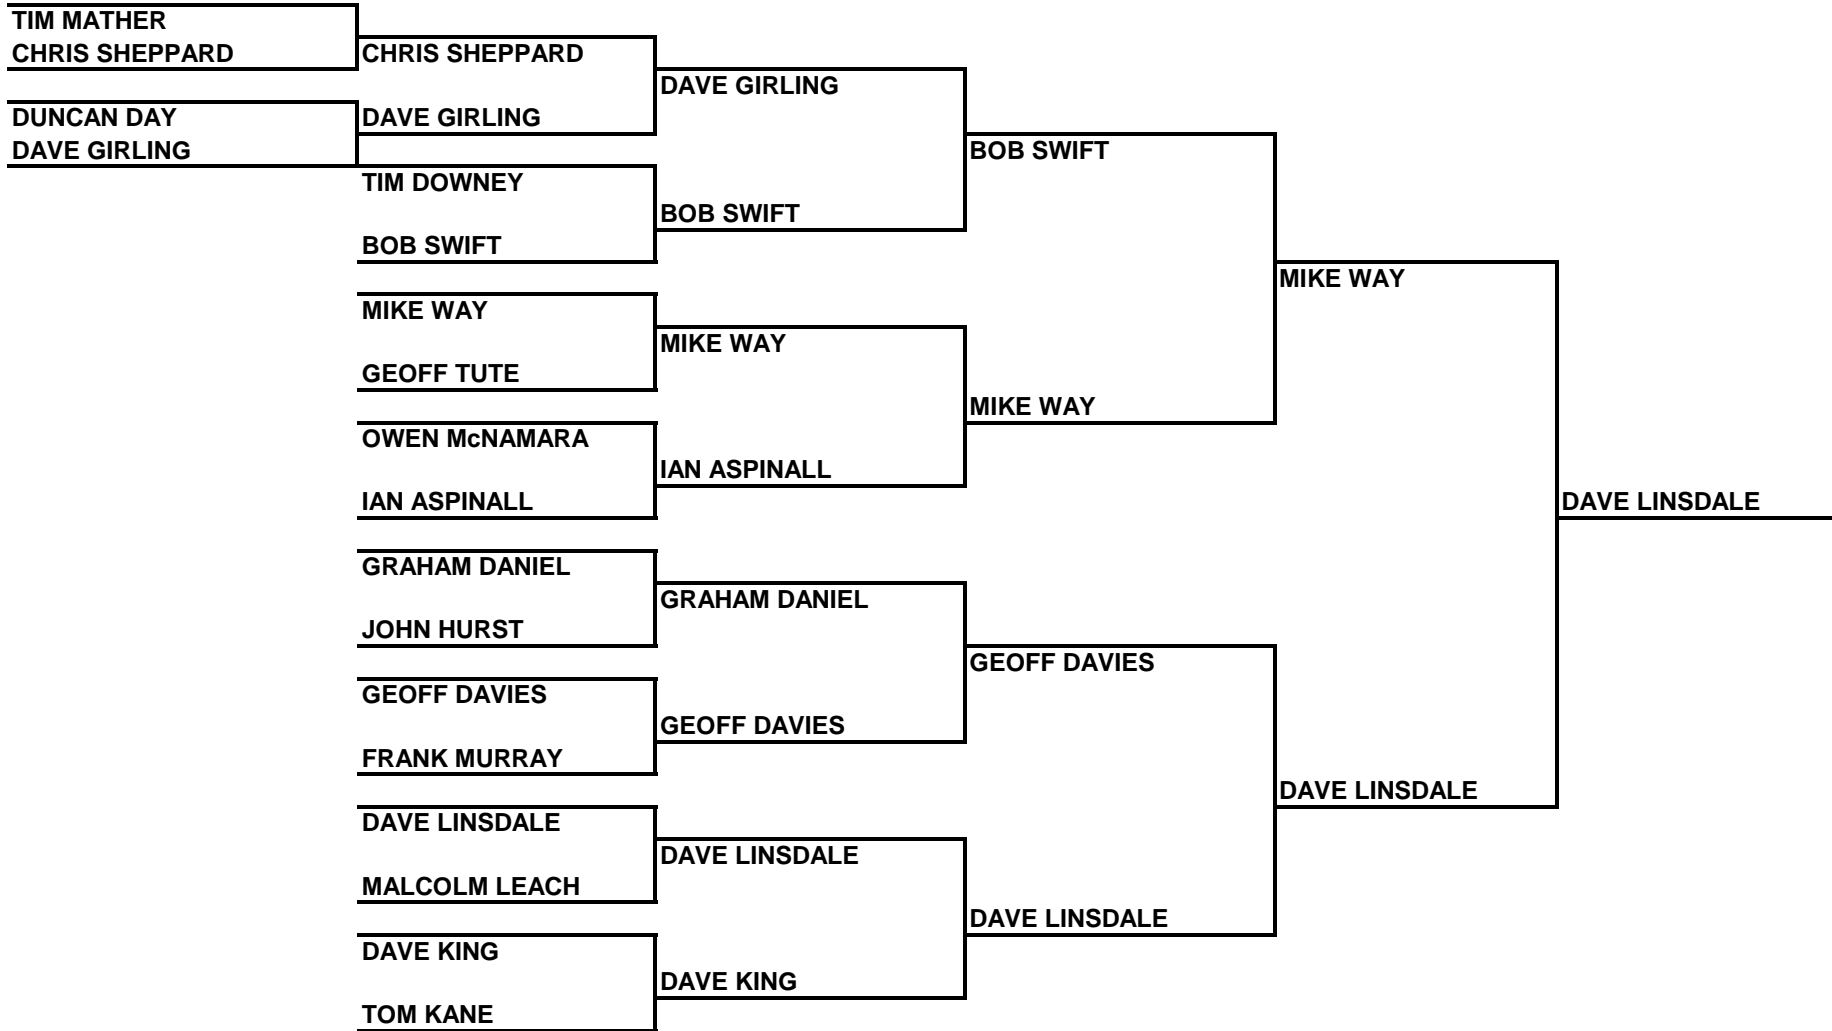 TIM MATHER
CHRIS SHEPPARD
CHRIS SHEPPARD
DAVE GIRLING
DUNCAN DAY
DAVE GIRLING
DAVE GIRLING
BOB SWIFT
TIM DOWNEY
BOB SWIFT
BOB SWIFT
MIKE WAY
MIKE WAY
MIKE WAY
GEOFF TUTE
MIKE WAY
OWEN McNAMARA
IAN ASPINALL
IAN ASPINALL
DAVE LINSDALE
GRAHAM DANIEL
GRAHAM DANIEL
JOHN HURST
GEOFF DAVIES
GEOFF DAVIES
GEOFF DAVIES
FRANK MURRAY
DAVE LINSDALE
DAVE LINSDALE
DAVE LINSDALE
MALCOLM LEACH
DAVE LINSDALE
DAVE KING
DAVE KING
TOM KANE